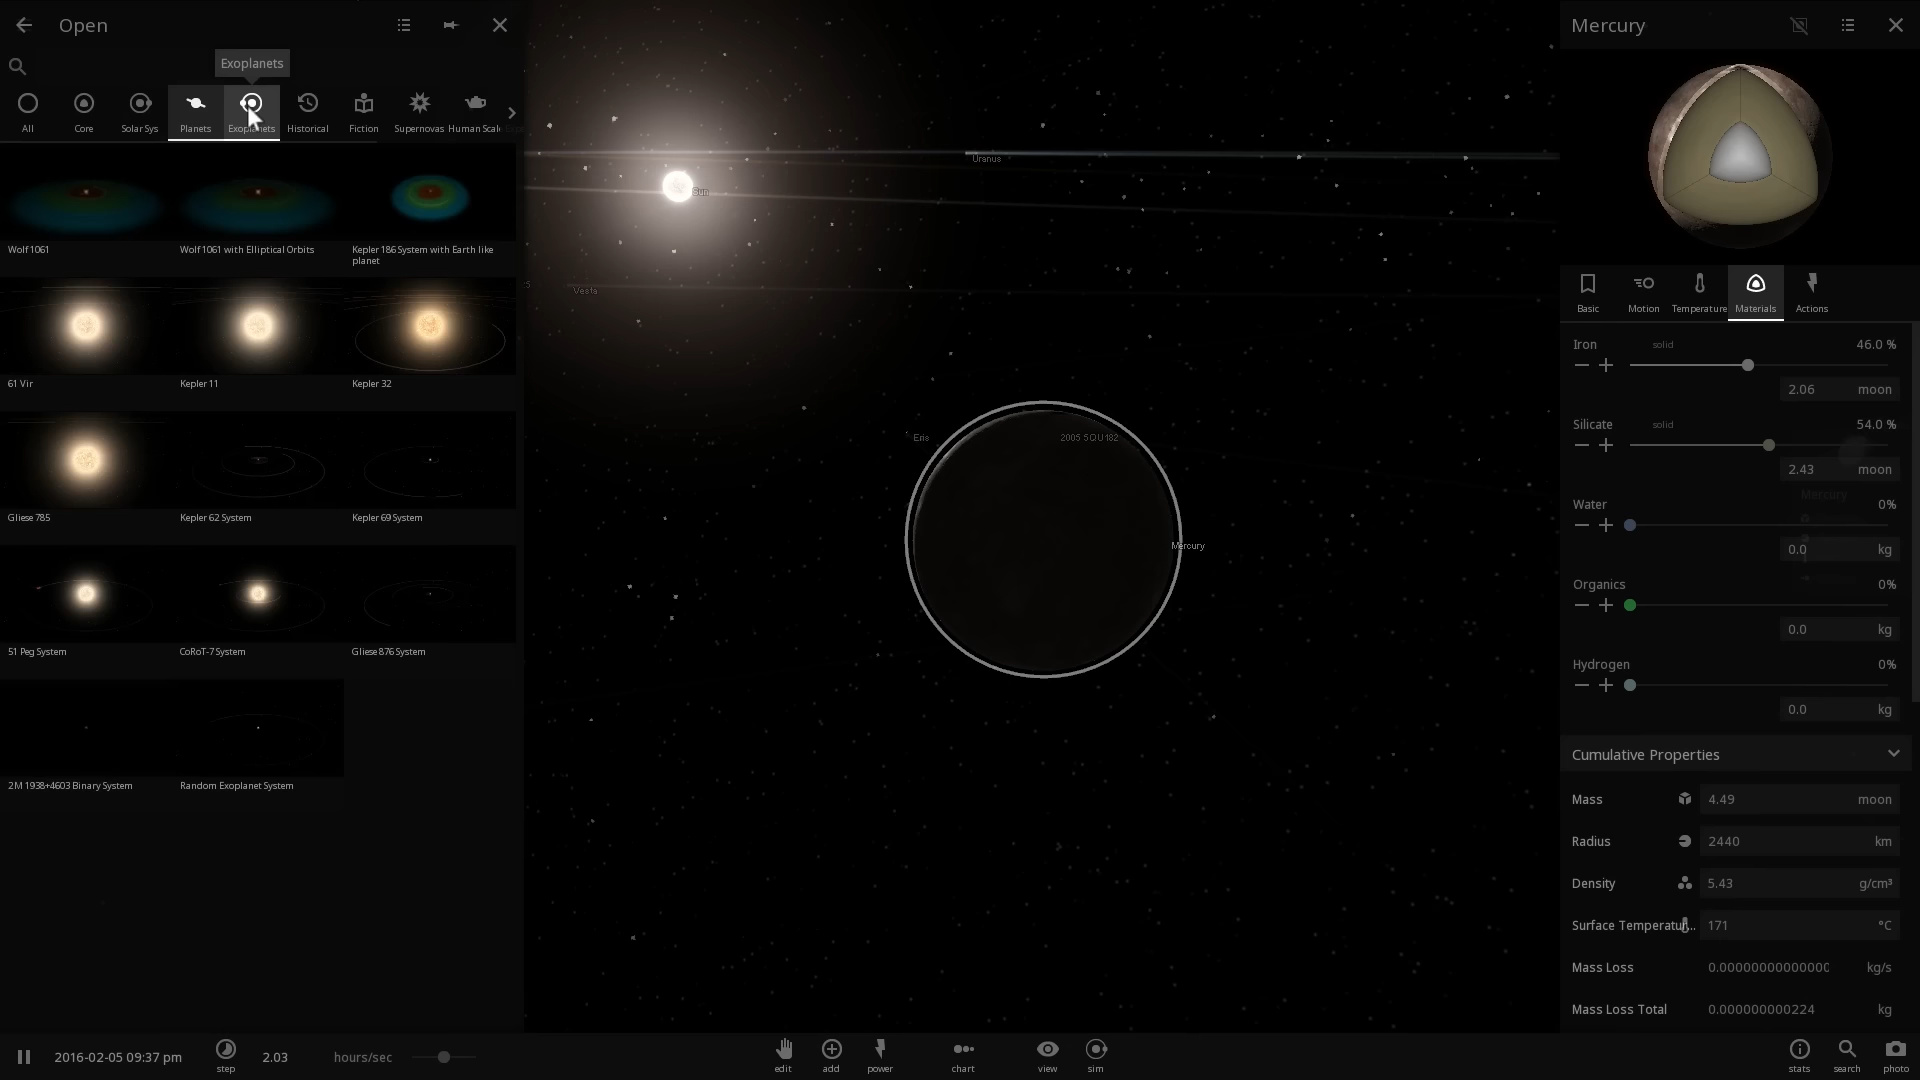 Open
Exoplanets
All
Core
Solar Sys
Planets
Exoplanets
Historical
Fiction
Supernovas
Human Scale
Wolf 1061
Wolf 1061 with Elliptical Orbits
Kepler 186 System with Earth like
planet
61 Vir
Kepler 11
Kepler 32
Gliese 785
Kepler 62 System
Kepler 69 System
51 Peg System
CoRoT-7 System
Gliese 876 System
2M 1938+4603 Binary System
Random Exoplanet System
Sun
Uranus
Vesta
Eris
Mercury
Mercury
Basic
Motion
Temperature
Materials
Actions
Iron solid 46.0 %
2.06 moon
Silicate solid 54.0 %
2.43 moon
Mercury
Water 0%
0.0 kg
Organics 0%
0.0 kg
Hydrogen 0%
0.0 kg
Cumulative Properties
Mass 4.49 moon
Radius 2440 km
Density 5.43 g/cm³
Surface Temperatur... 171 °C
Mass Loss 0.00000000000000 kg/s
Mass Loss Total 0.000000000224 kg
2016-02-05 09:37 pm
step
2.03 hours/sec
edit
add
power
chart
view
sim
stats
search
photo